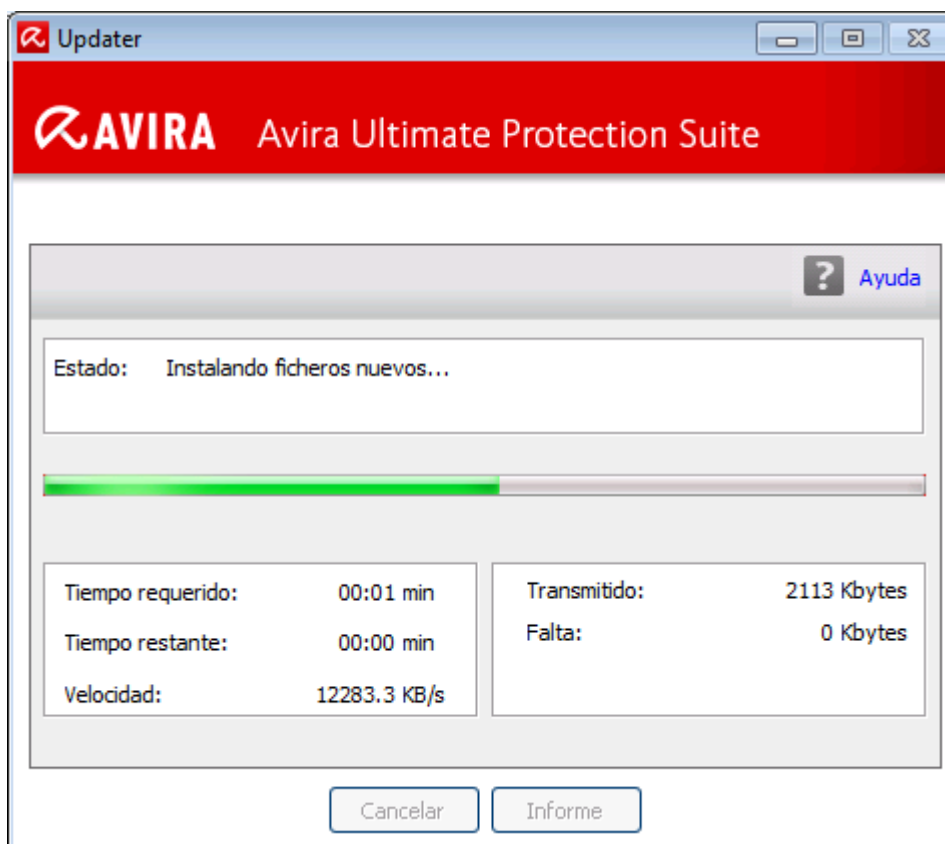 Updater
AVIRA Avira Ultimate Protection Suite
? Ayuda
Estado: Instalando ficheros nuevos...
Tiempo requerido: 00:01 min
Tiempo restante: 00:00 min
Velocidad: 12283.3 KB/s
Transmitido: 2113 Kbytes
Falta: 0 Kbytes
Cancelar Informe